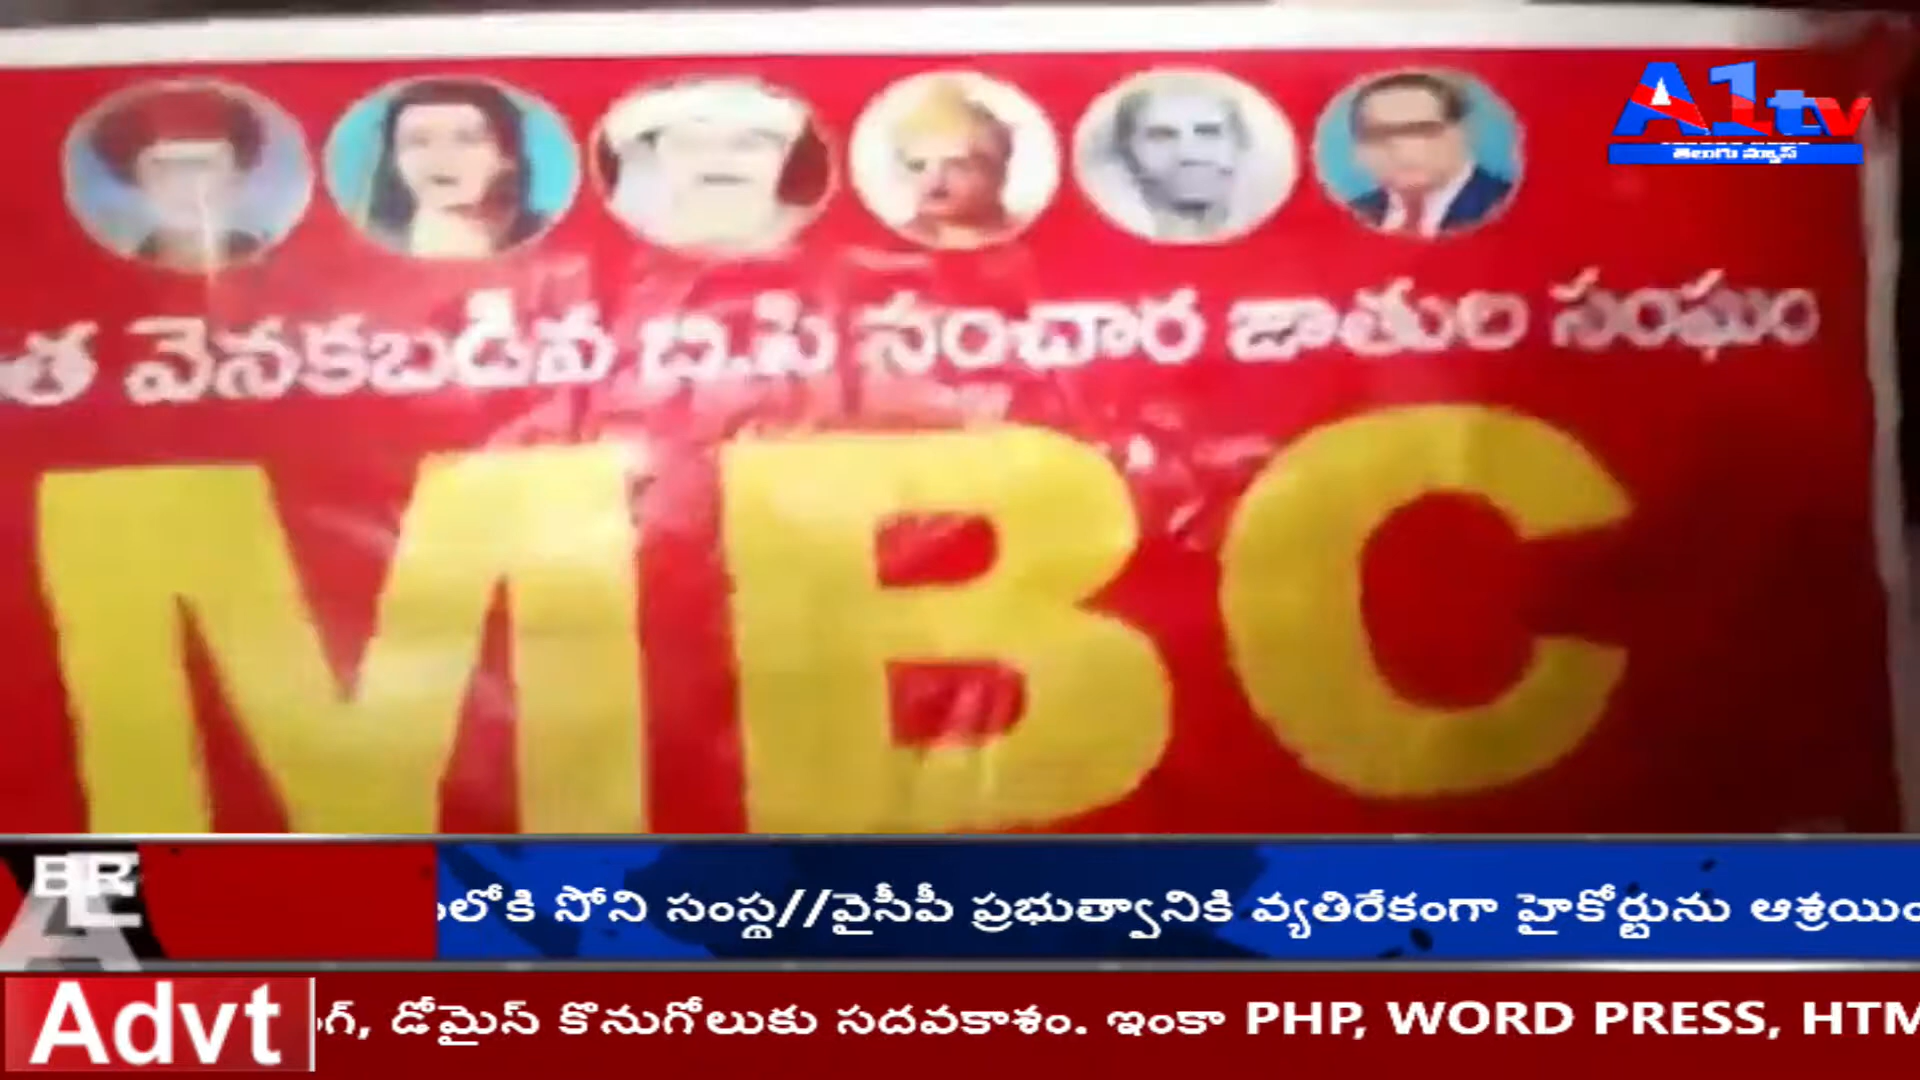 A1tv
తెలుగు న్యూస్
త వెనకబడిన బి.సి సంచార జాతుల సంఘం
MBC
లోకి సోని సంస్థ//వైసీపీ ప్రభుత్వానికి వ్యతిరేకంగా హైకోర్టును ఆశ్రయిం
Advt
గ్, డోమైన్ కొనుగోలుకు సదవకాశం. ఇంకా PHP, WORD PRESS, HTM